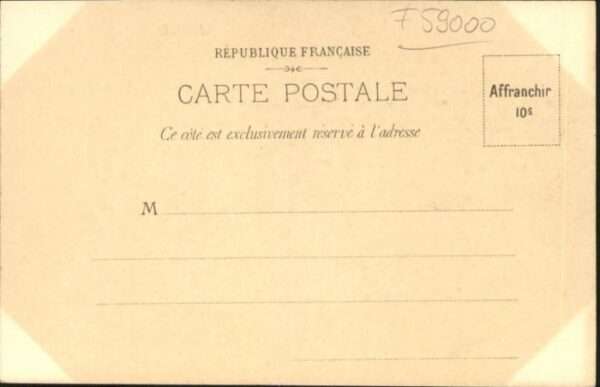 F59000
RÉPUBLIQUE FRANÇAISE
CARTE POSTALE
Affranchir
10c
Ce côté est exclusivement réservé à l'adresse
M